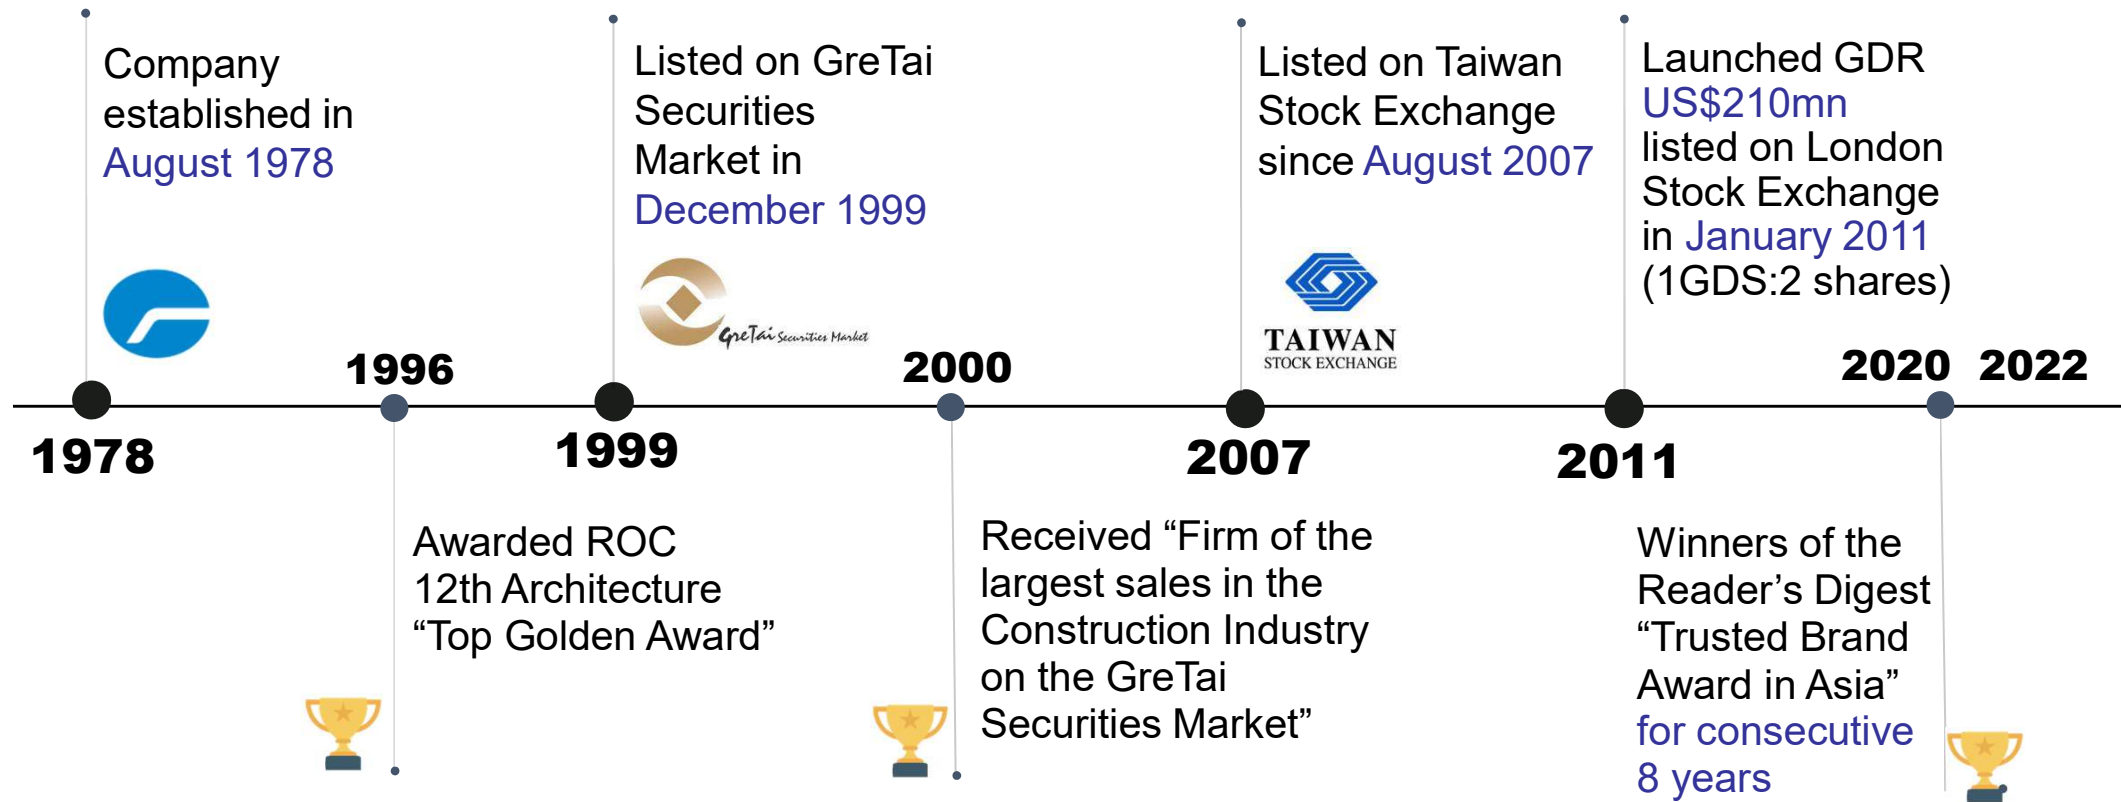 Company
established in
August 1978
Listed on GreTai
Securities
Market in
December 1999
GreTai Securities Market
Listed on Taiwan
Stock Exchange
since August 2007
TAIWAN
STOCK EXCHANGE
Launched GDR
US$210mn
listed on London
Stock Exchange
in January 2011
(1GDS:2 shares)
1996
2000
2020 2022
1978
1999
2007
2011
Awarded ROC
12th Architecture
“Top Golden Award”
Received “Firm of the
largest sales in the
Construction Industry
on the GreTai
Securities Market”
Winners of the
Reader’s Digest
“Trusted Brand
Award in Asia”
for consecutive
8 years